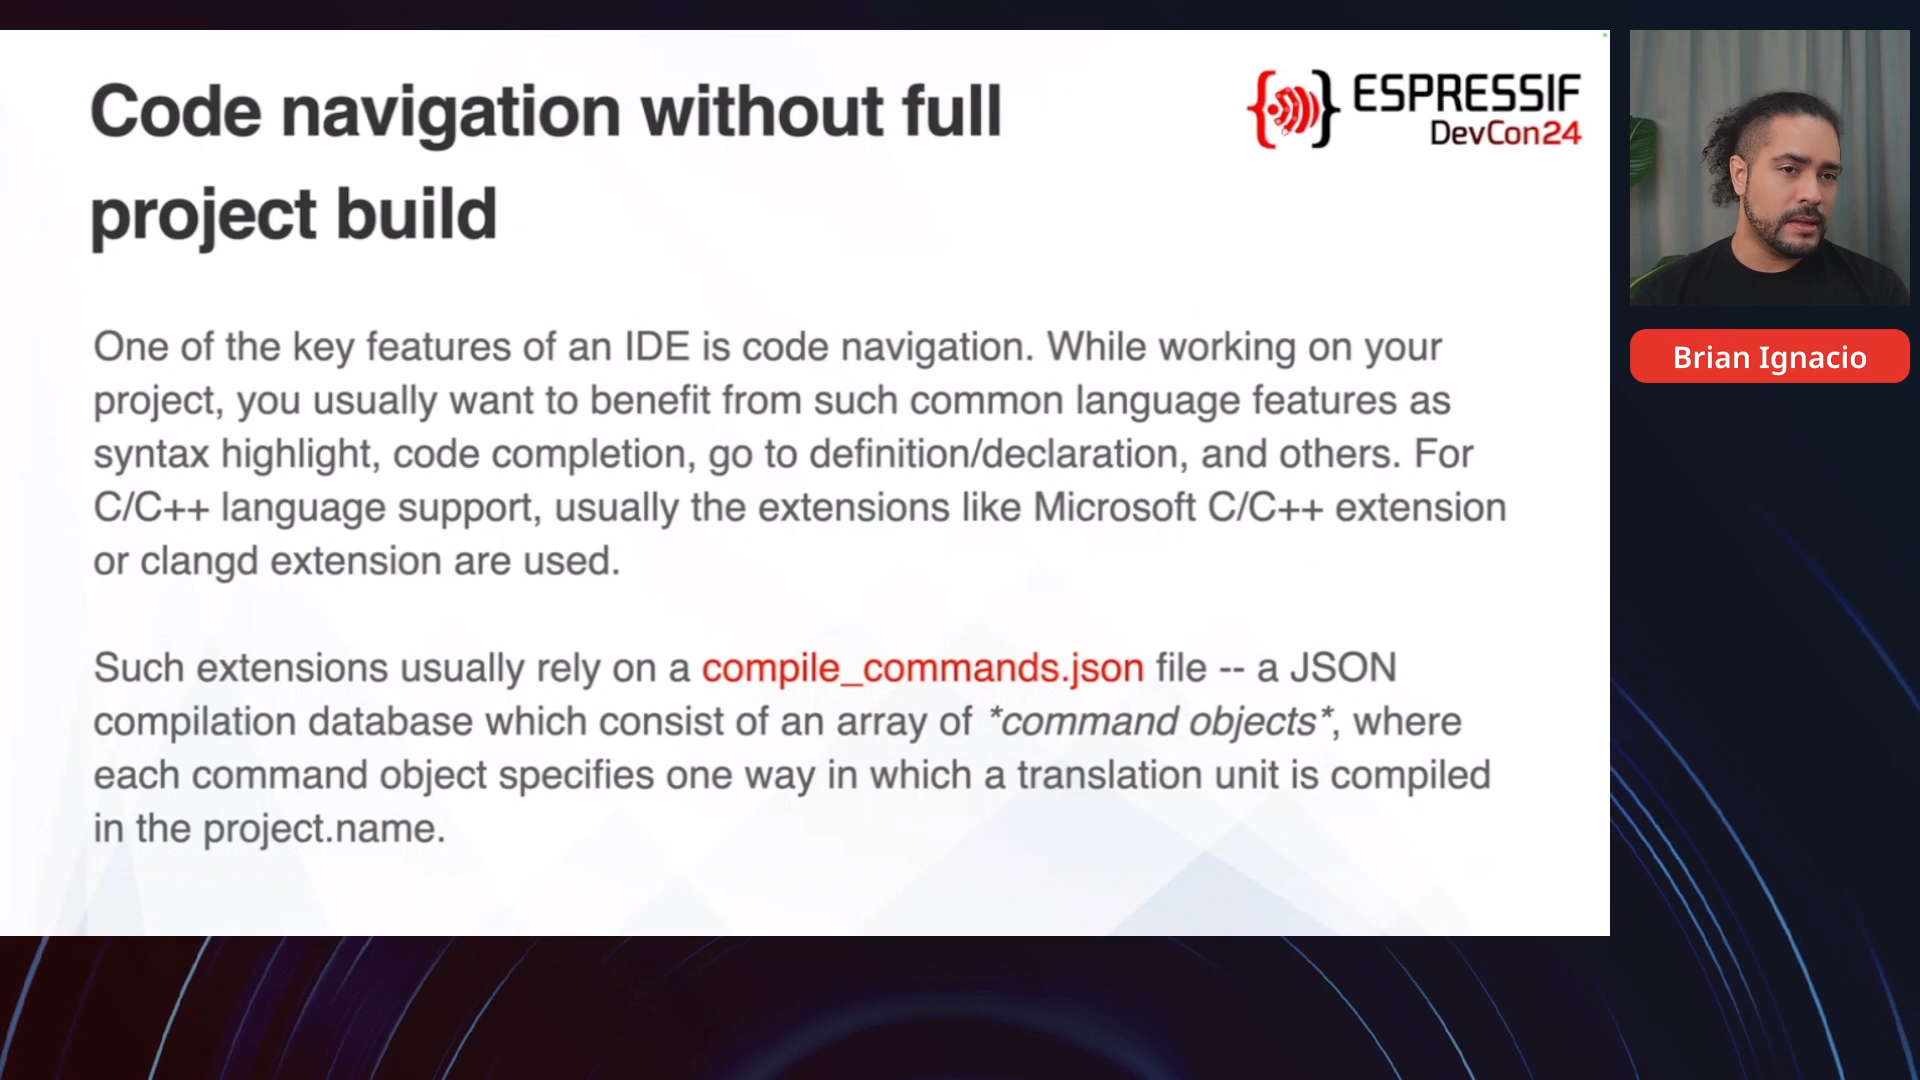 Code navigation without full
project build
ESPRESSIF
DevCon24
One of the key features of an IDE is code navigation. While working on your
project, you usually want to benefit from such common language features as
syntax highlight, code completion, go to definition/declaration, and others. For
C/C++ language support, usually the extensions like Microsoft C/C++ extension
or clangd extension are used.
Such extensions usually rely on a compile_commands.json file -- a JSON
compilation database which consist of an array of *command objects*, where
each command object specifies one way in which a translation unit is compiled
in the project.name.
Brian Ignacio